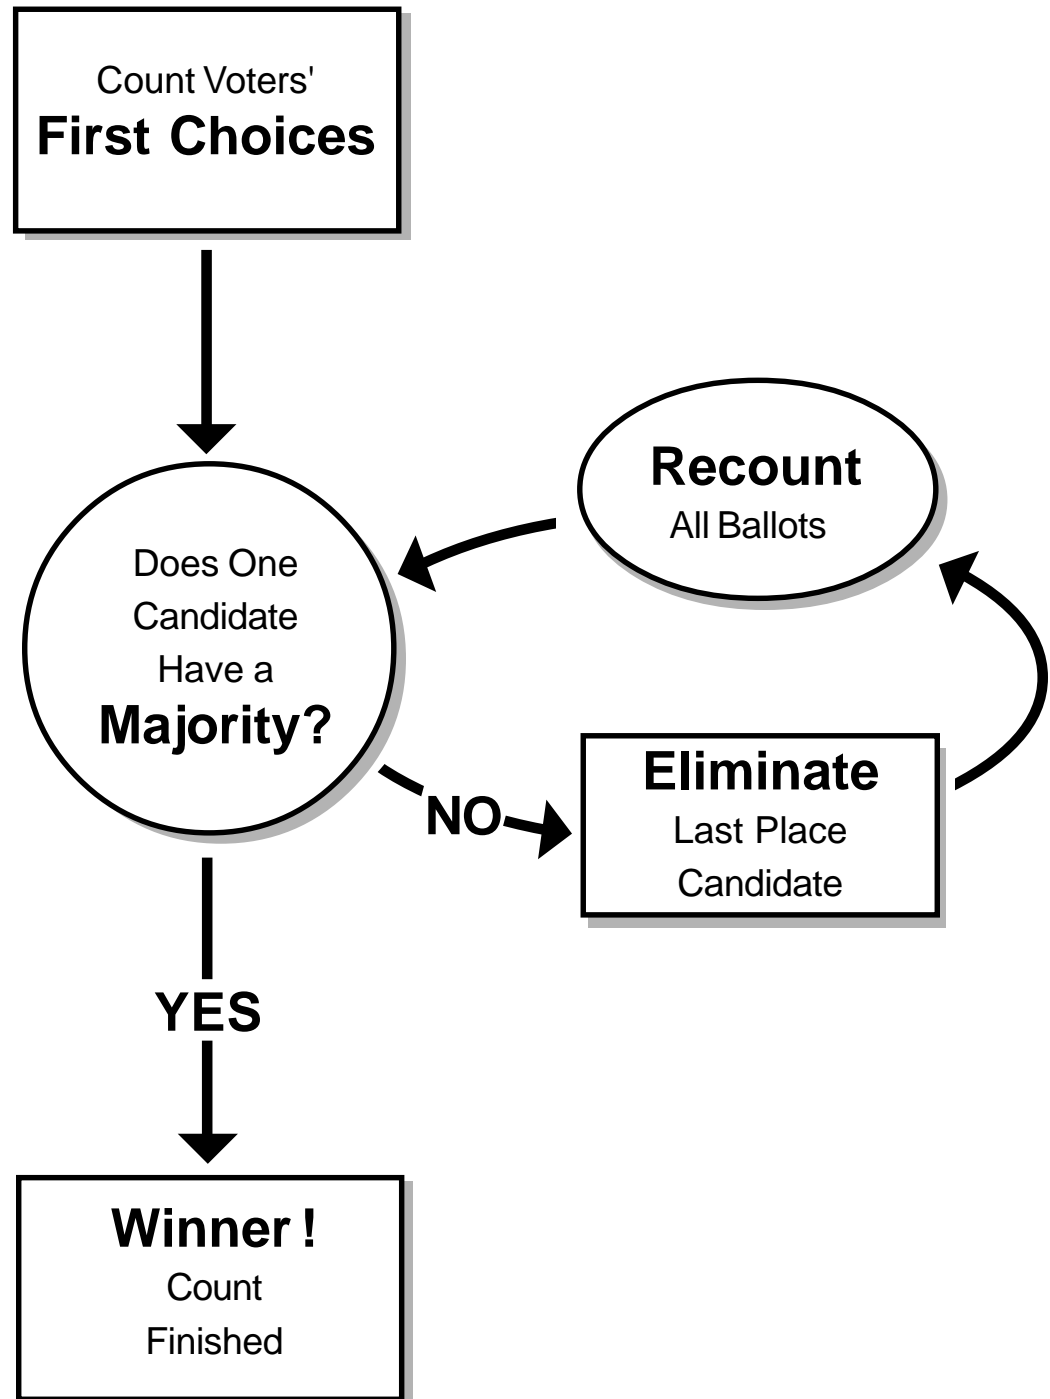 Count Voters'
First Choices
Does One
Candidate
Have a
Majority?
NO
Eliminate
Last Place
Candidate
Recount
All Ballots
YES
Winner !
Count
Finished